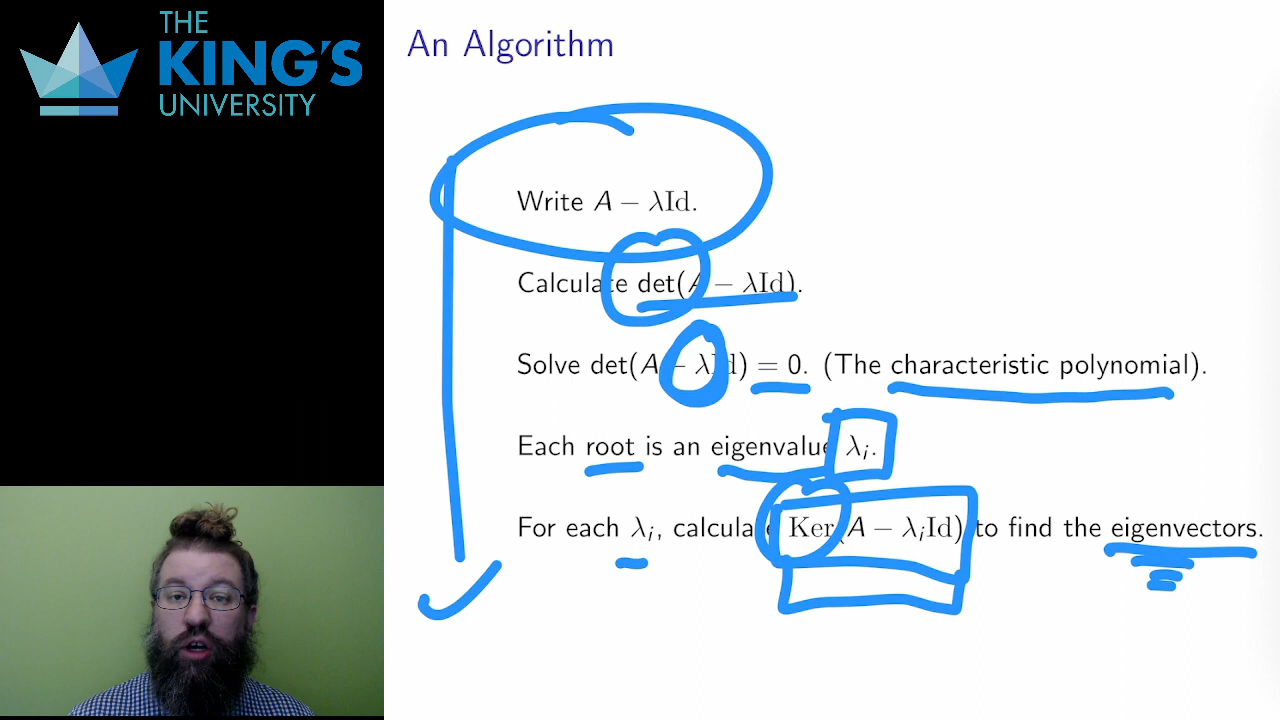 THE
KING'S
UNIVERSITY
An Algorithm
Write A − λId.
Calculate det(A − λId).
Solve det(A − λId) = 0. (The characteristic polynomial).
Each root is an eigenvalue λᵢ.
For each λᵢ, calculate Ker(A − λᵢId) to find the eigenvectors.